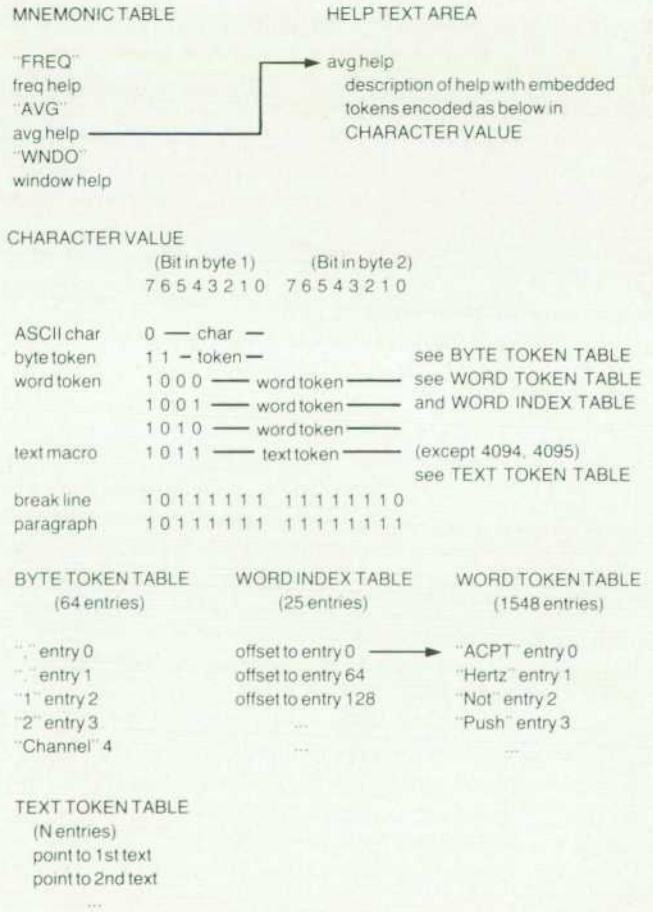 MNEMONIC TABLE HELP TEXT AREA
"FREQ" avg help
freq help description of help with embedded
"AVG" tokens encoded as below in
avg help CHARACTER VALUE
"WNDO"
window help
CHARACTER VALUE
(Bit in byte 1) (Bit in byte 2)
7 6 5 4 3 2 1 0 7 6 5 4 3 2 1 0
ASCII char 0 — char —
byte token 1 1 – token – see BYTE TOKEN TABLE
word token 1 0 0 0 — word token — see WORD TOKEN TABLE
1 0 0 1 — word token — and WORD INDEX TABLE
1 0 1 0 — word token —
text macro 1 0 1 1 — text token — (except 4094, 4095)
see TEXT TOKEN TABLE
break line 1 0 1 1 1 1 1 1 1 1 1 1 1 1 1 0
paragraph 1 0 1 1 1 1 1 1 1 1 1 1 1 1 1 1
BYTE TOKEN TABLE WORD INDEX TABLE WORD TOKEN TABLE
(64 entries) (25 entries) (1548 entries)
"," entry 0 offset to entry 0 "ACPT" entry 0
"." entry 1 offset to entry 64 "Hertz" entry 1
"1" entry 2 offset to entry 128 "Not" entry 2
"2" entry 3 ... "Push" entry 3
"Channel" 4 ... ...
TEXT TOKEN TABLE
(N entries)
point to 1st text
point to 2nd text
...